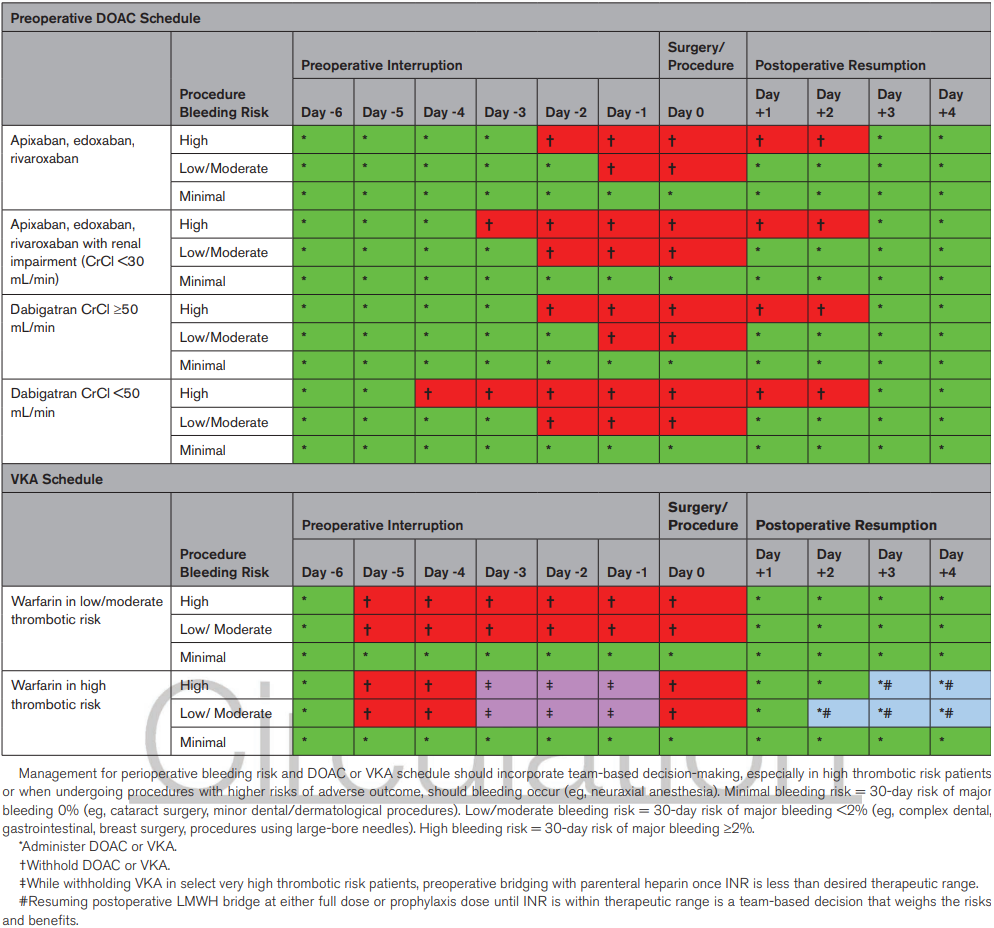 Preoperative DOAC Schedule
Procedure Bleeding Risk | Preoperative Interruption | Surgery/ Procedure | Postoperative Resumption
Day -6 | Day -5 | Day -4 | Day -3 | Day -2 | Day -1 | Day 0 | Day +1 | Day +2 | Day +3 | Day +4
Apixaban, edoxaban, rivaroxaban | High | * | * | * | * | † | † | † | † | † | * | *
Low/Moderate | * | * | * | * | * | † | † | * | * | * | *
Minimal | * | * | * | * | * | * | * | * | * | * | *
Apixaban, edoxaban, rivaroxaban with renal impairment (CrCl <30 mL/min) | High | * | * | * | † | † | † | † | † | † | * | *
Low/Moderate | * | * | * | * | † | † | † | * | * | * | *
Minimal | * | * | * | * | * | * | * | * | * | * | *
Dabigatran CrCl ≥50 mL/min | High | * | * | * | * | † | † | † | † | † | * | *
Low/Moderate | * | * | * | * | * | † | † | * | * | * | *
Minimal | * | * | * | * | * | * | * | * | * | * | *
Dabigatran CrCl <50 mL/min | High | * | * | † | † | † | † | † | † | † | * | *
Low/Moderate | * | * | * | * | † | † | † | * | * | * | *
Minimal | * | * | * | * | * | * | * | * | * | * | *
VKA Schedule
Procedure Bleeding Risk | Preoperative Interruption | Surgery/ Procedure | Postoperative Resumption
Day -6 | Day -5 | Day -4 | Day -3 | Day -2 | Day -1 | Day 0 | Day +1 | Day +2 | Day +3 | Day +4
Warfarin in low/moderate thrombotic risk | High | * | † | † | † | † | † | † | * | * | * | *
Low/ Moderate | * | † | † | † | † | † | † | * | * | * | *
Minimal | * | * | * | * | * | * | * | * | * | * | *
Warfarin in high thrombotic risk | High | * | † | † | ‡ | ‡ | ‡ | † | * | * | *# | *#
Low/ Moderate | * | † | † | ‡ | ‡ | ‡ | † | * | *# | *# | *#
Minimal | * | * | * | * | * | * | * | * | * | * | *
Circulation
Management for perioperative bleeding risk and DOAC or VKA schedule should incorporate team-based decision-making, especially in high thrombotic risk patients
or when undergoing procedures with higher risks of adverse outcome, should bleeding occur (eg, neuraxial anesthesia). Minimal bleeding risk = 30-day risk of major
bleeding 0% (eg, cataract surgery, minor dental/dermatological procedures). Low/moderate bleeding risk = 30-day risk of major bleeding <2% (eg, complex dental,
gastrointestinal, breast surgery, procedures using large-bore needles). High bleeding risk = 30-day risk of major bleeding ≥2%.
*Administer DOAC or VKA.
†Withhold DOAC or VKA.
‡While withholding VKA in select very high thrombotic risk patients, preoperative bridging with parenteral heparin once INR is less than desired therapeutic range.
#Resuming postoperative LMWH bridge at either full dose or prophylaxis dose until INR is within therapeutic range is a team-based decision that weighs the risks
and benefits.